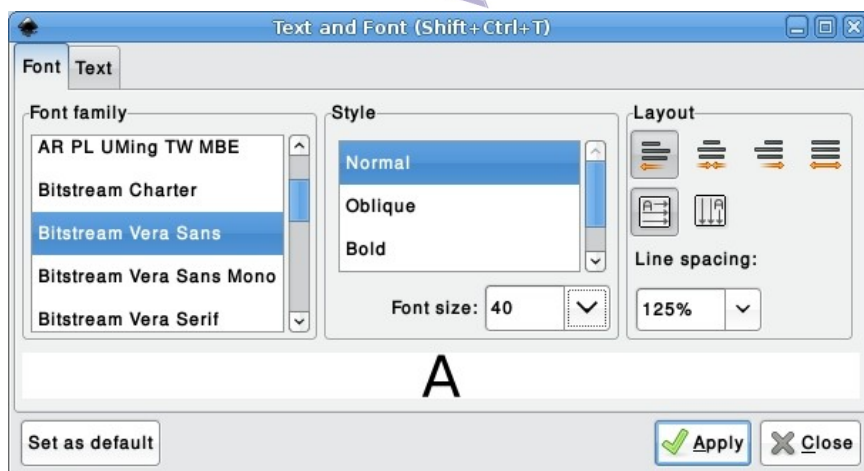 Text and Font (Shift+Ctrl+T)
Font Text
Font family
AR PL UMing TW MBE
Bitstream Charter
Bitstream Vera Sans
Bitstream Vera Sans Mono
Bitstream Vera Serif
Style
Normal
Oblique
Bold
Font size: 40
Layout
Line spacing:
125%
A
Set as default
Apply
Close